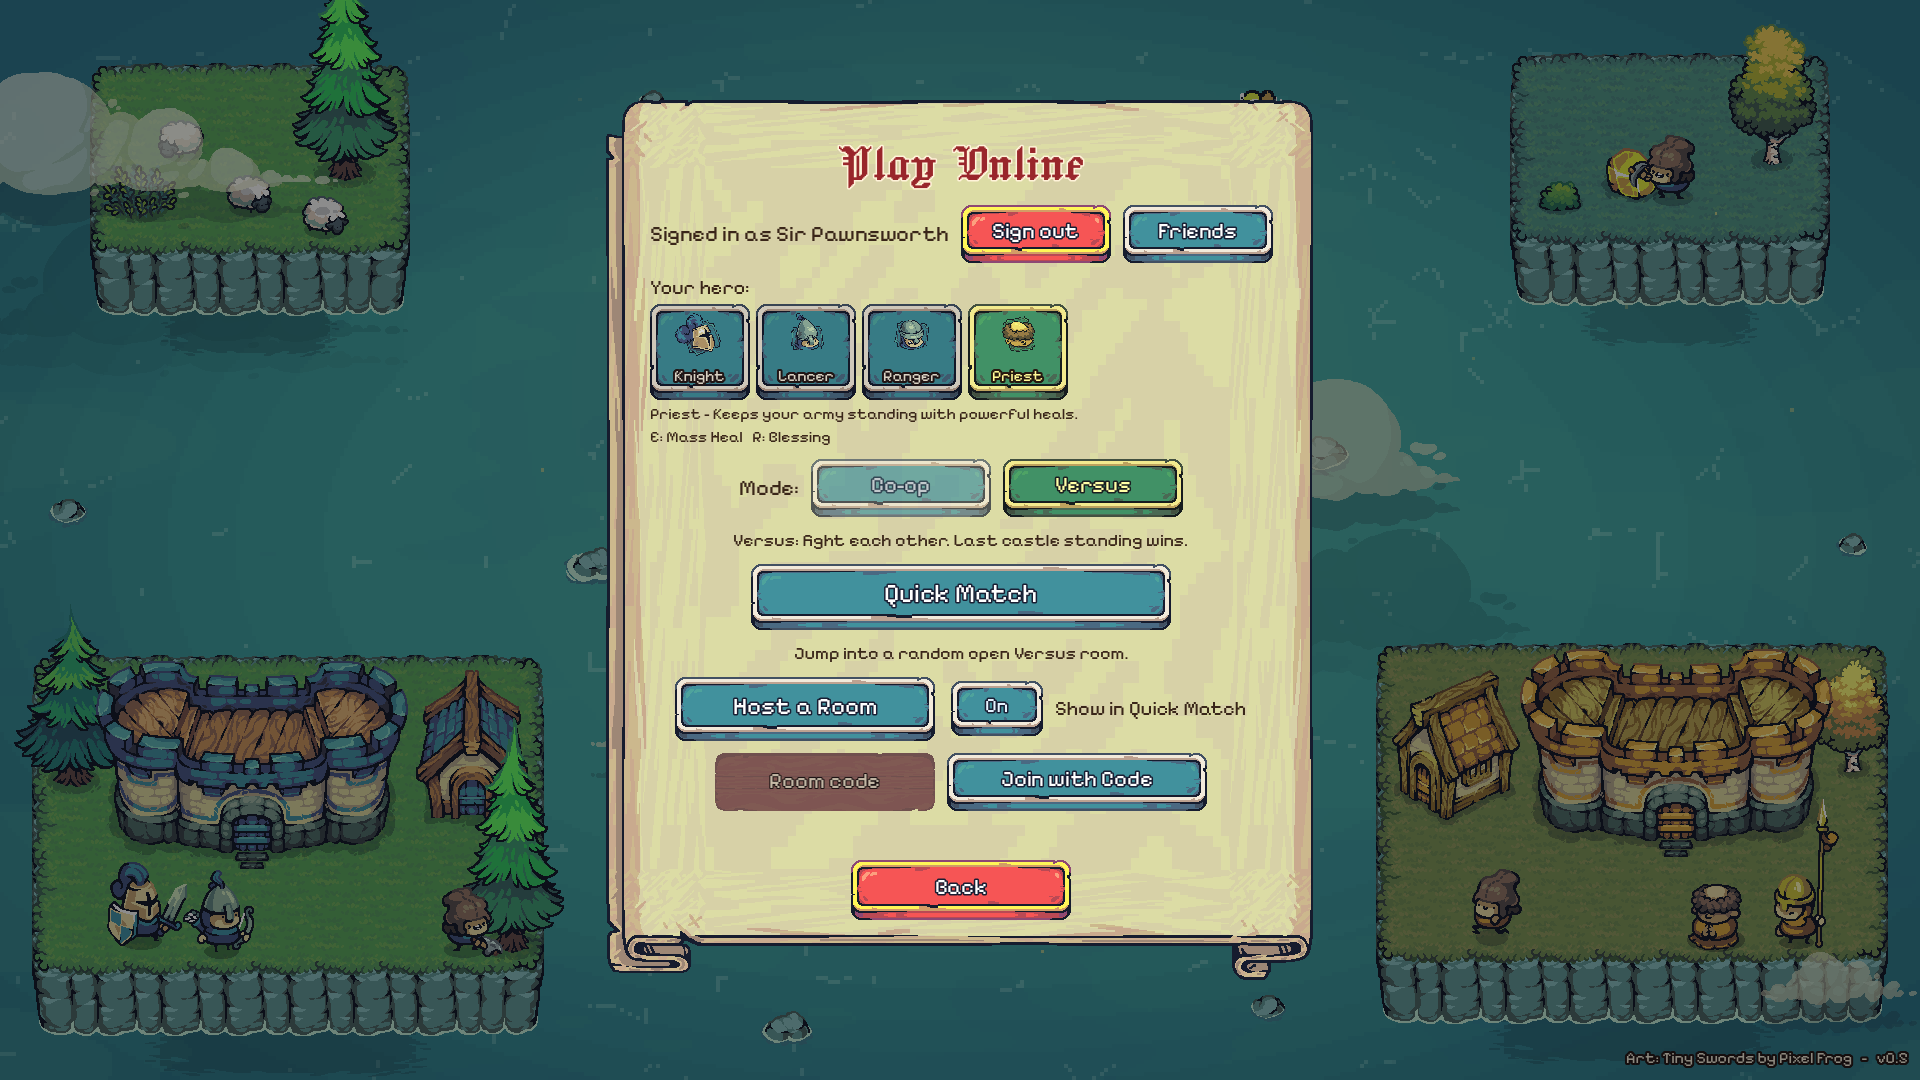 Play Online
Signed in as Sir Pawnsworth
Sign out
Friends
Your hero:
Knight
Lancer
Ranger
Priest
Priest - Keeps your army standing with powerful heals.
E: Mass Heal R: Blessing
Mode:
Co-op
Versus
Versus: fight each other. Last castle standing wins.
Quick Match
Jump into a random open Versus room.
Host a Room
On
Show in Quick Match
Room code
Join with Code
Back
Art: Tiny Swords by Pixel Frog - v0.8